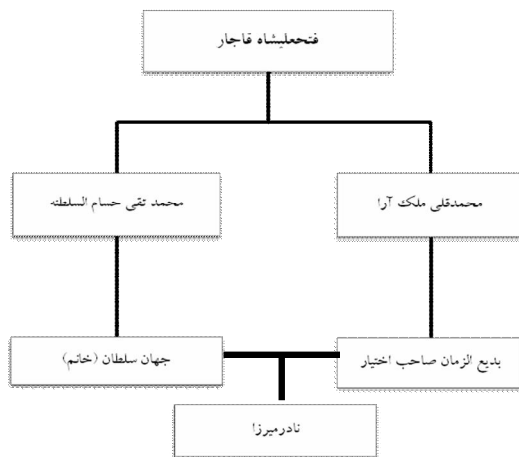 فتحعلیشاه قاجار
محمدقلی ملک آرا
محمد تقی حسام السلطنه
بدیع الزمان صاحب اختیار
جهان سلطان (خانم)
نادرمیرزا